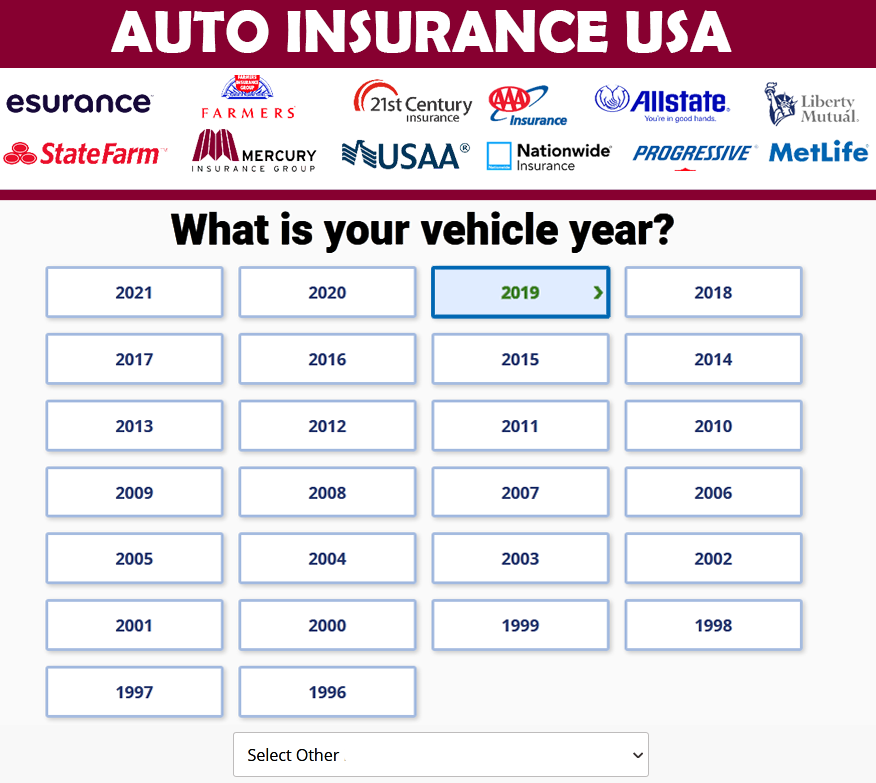 AUTO INSURANCE USA
esurance
FARMERS INSURANCE GROUP
FARMERS
21st Century Insurance
AAA Insurance
Allstate
You're in good hands.
Liberty Mutual.
StateFarm
MERCURY
INSURANCE GROUP
USAA®
Nationwide®
Insurance
PROGRESSIVE
MetLife
What is your vehicle year?
2021 2020 2019 › 2018
2017 2016 2015 2014
2013 2012 2011 2010
2009 2008 2007 2006
2005 2004 2003 2002
2001 2000 1999 1998
1997 1996
Select Other